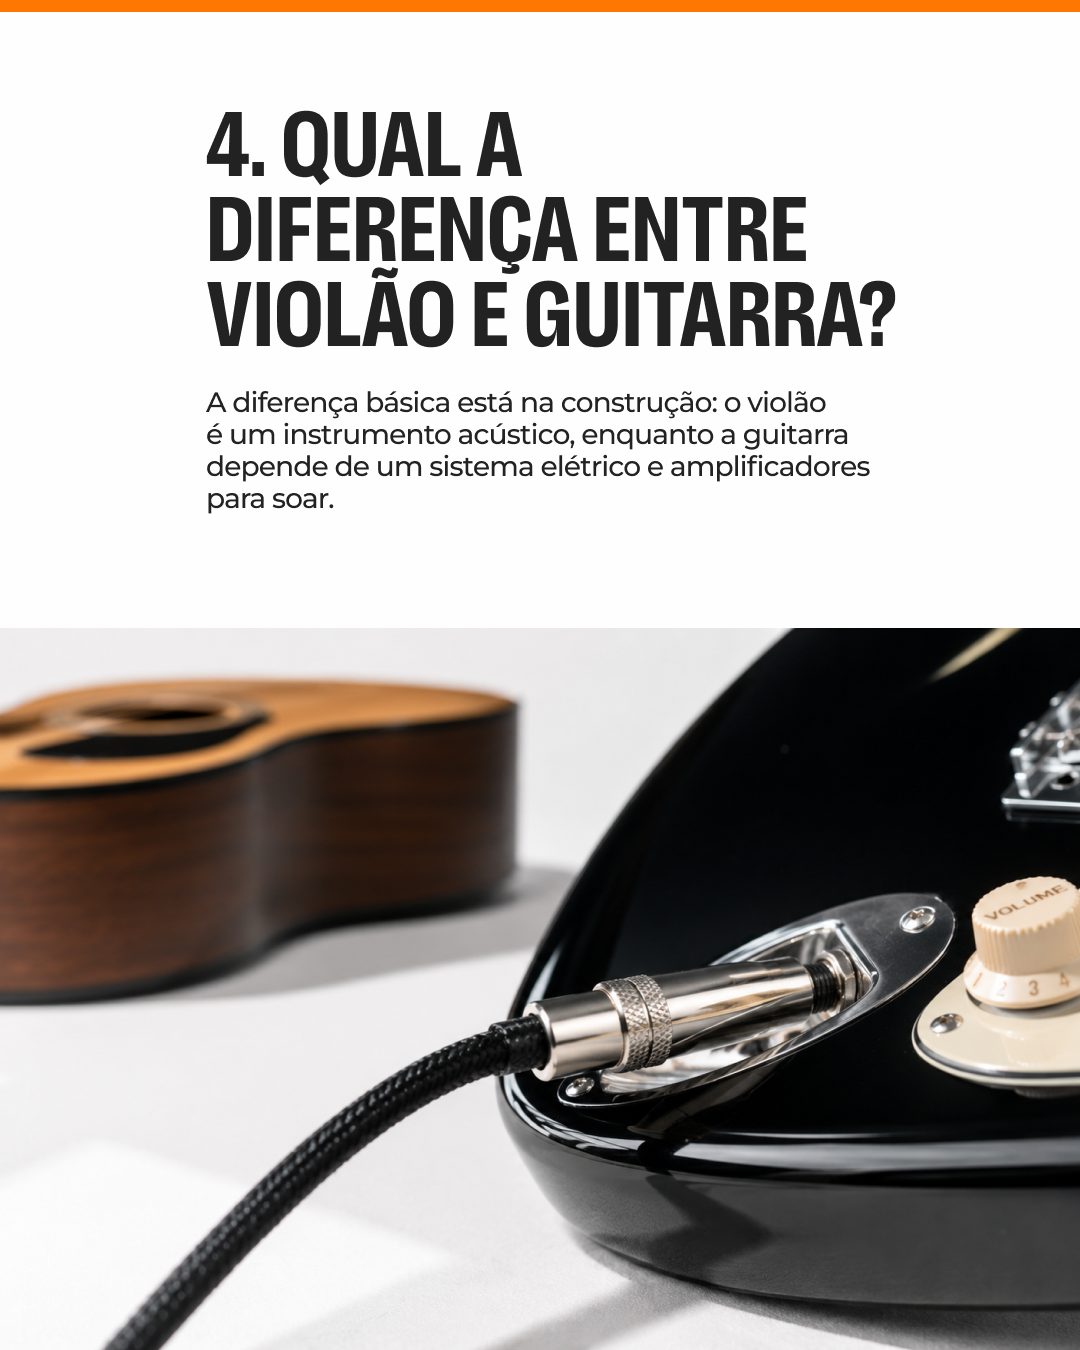 4. QUAL A
DIFERENÇA ENTRE
VIOLÃO E GUITARRA?
A diferença básica está na construção: o violão
é um instrumento acústico, enquanto a guitarra
depende de um sistema elétrico e amplificadores
para soar.
VOLUME
1 2 3 4